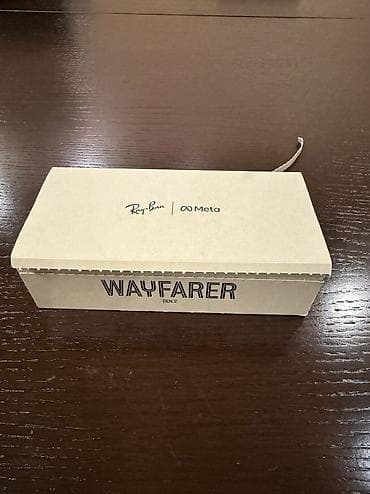 Ray-Ban | ∞ Meta
WAYFARER
GEN 2